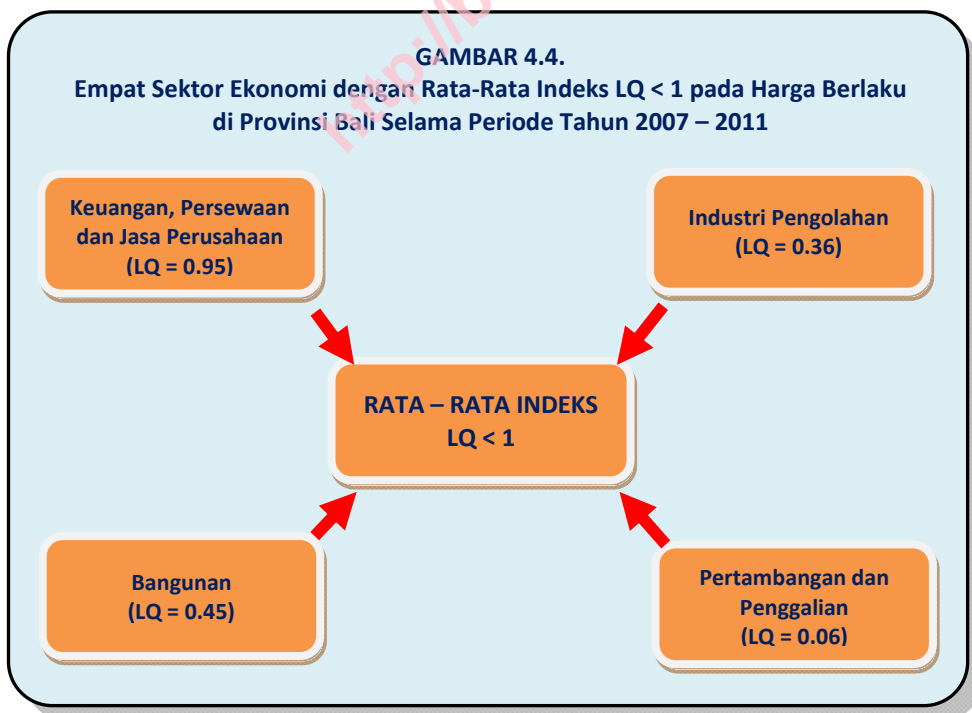 GAMBAR 4.4.
Empat Sektor Ekonomi dengan Rata-Rata Indeks LQ < 1 pada Harga Berlaku
di Provinsi Bali Selama Periode Tahun 2007 – 2011
Keuangan, Persewaan
dan Jasa Perusahaan
(LQ = 0.95)
Industri Pengolahan
(LQ = 0.36)
RATA – RATA INDEKS
LQ < 1
Bangunan
(LQ = 0.45)
Pertambangan dan
Penggalian
(LQ = 0.06)